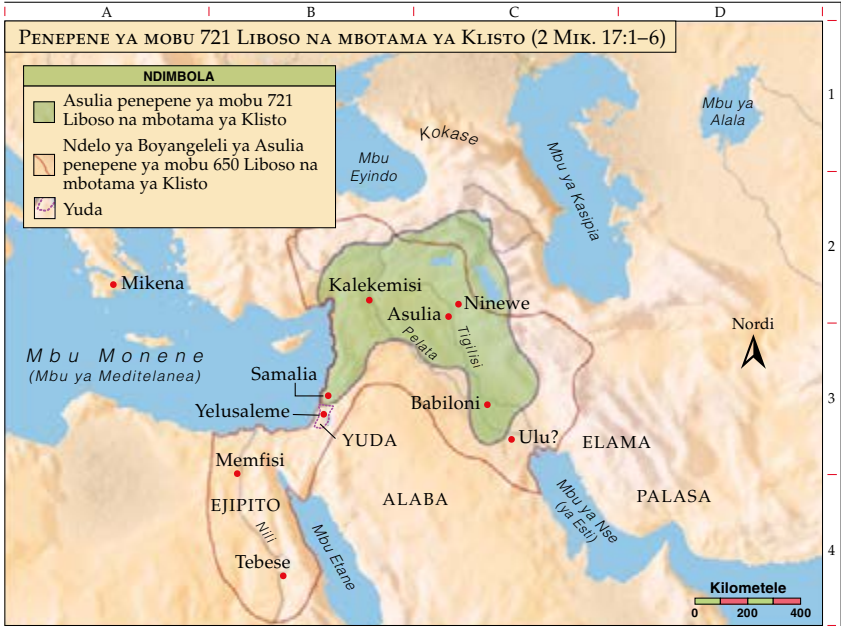 A
B
C
D
PENEPENE YA MOBU 721 LIBOSO NA MBOTAMA YA KLISTO (2 MIK. 17:1–6)
NDIMBOLA
Asulia penepene ya mobu 721
Liboso na mbotama ya Klisto
Ndelo ya Boyangeleli ya Asulia
penepene ya mobu 650 Liboso na
mbotama ya Klisto
Yuda
1
2
3
4
Mbu ya
Alala
Kokase
Mbu
Eyindo
Mbu ya Kasipia
Mikena
Kalekemisi
Ninewe
Asulia
Pelata
Tigilisi
Nordi
Mbu Monene
(Mbu ya Meditelanea)
Samalia
Yelusaleme
Babiloni
YUDA
Ulu?
ELAMA
Memfisi
EJIPITO
ALABA
PALASA
Mbu ya Nse
(ya Esti)
Nili
Mbu Etane
Tebese
Kilometele
0 200 400